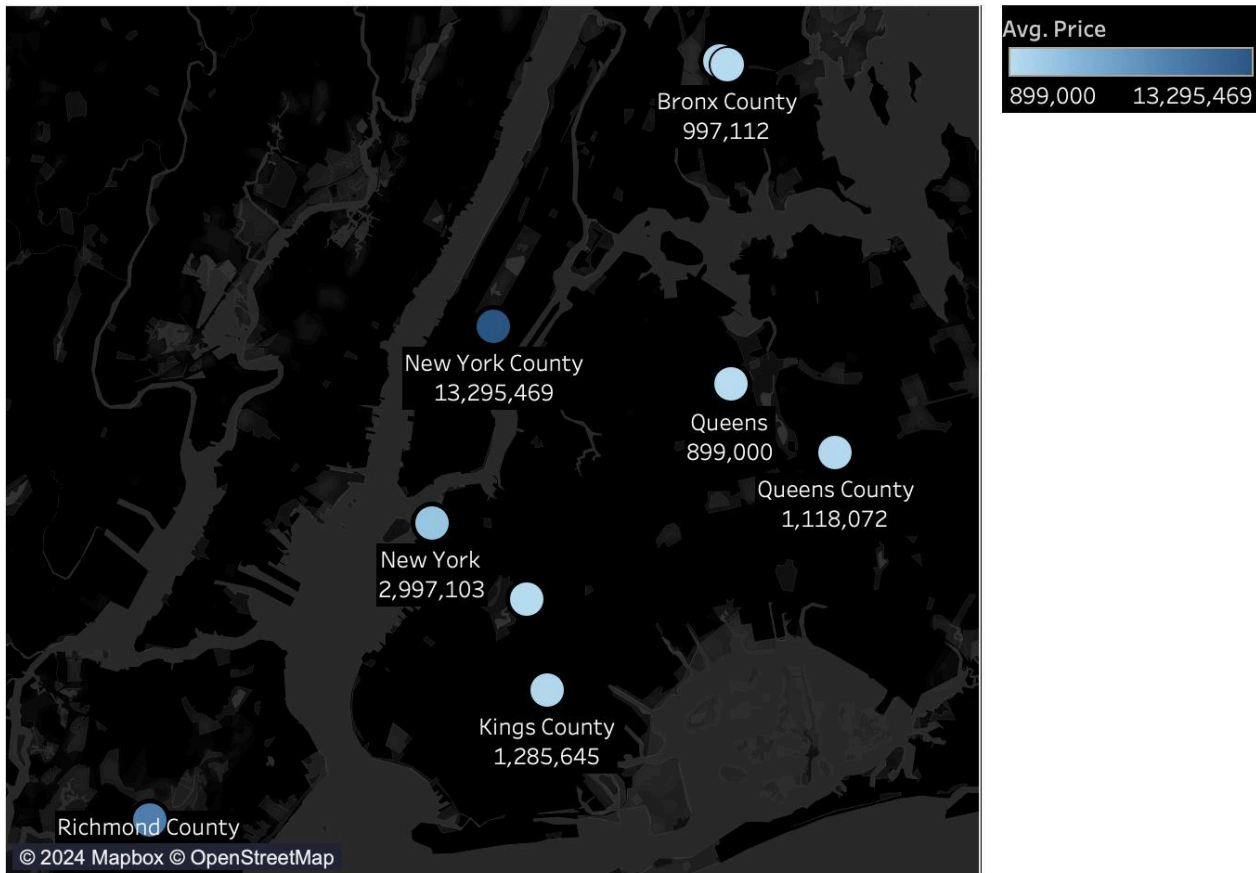 Avg. Price
899,000 13,295,469
Bronx County
997,112
New York County
13,295,469
Queens
899,000
Queens County
1,118,072
New York
2,997,103
Kings County
1,285,645
Richmond County
© 2024 Mapbox © OpenStreetMap